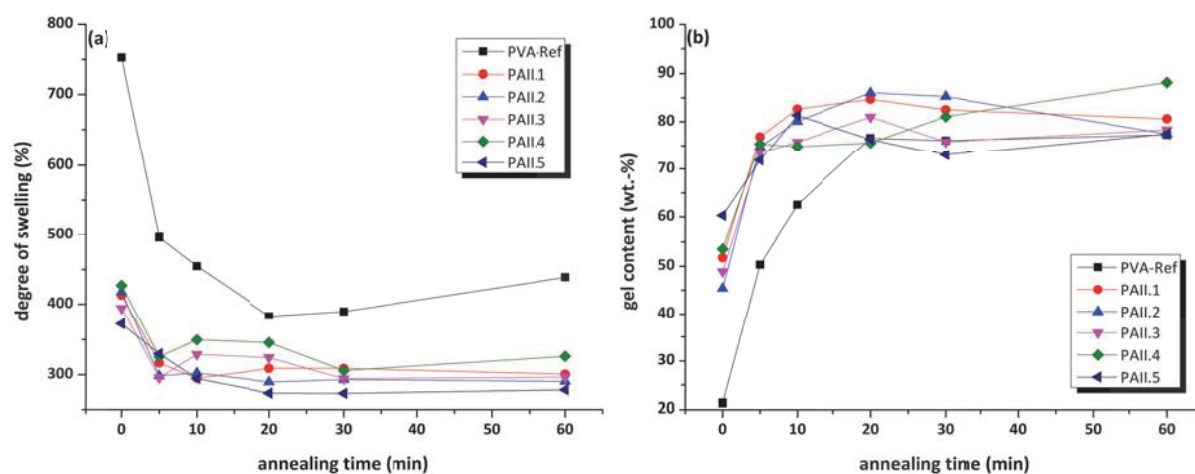 (a)
degree of swelling (%)
800
700
600
500
400
300
0 10 20 30 40 50 60
annealing time (min)
PVA-Ref
PAII.1
PAII.2
PAII.3
PAII.4
PAII.5
(b)
gel content (wt.-%)
100
90
80
70
60
50
40
30
20
0 10 20 30 40 50 60
annealing time (min)
PVA-Ref
PAII.1
PAII.2
PAII.3
PAII.4
PAII.5